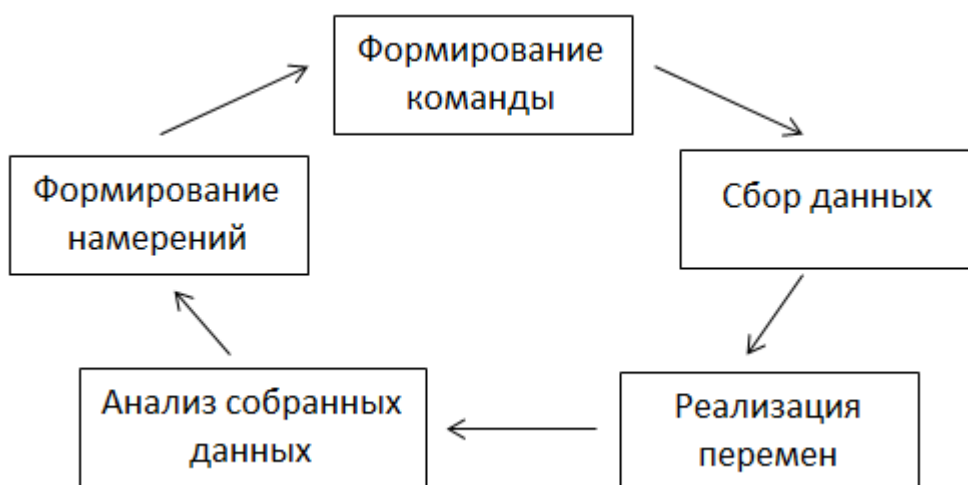 Формирование
команды
Сбор данных
Реализация
перемен
Анализ собранных
данных
Формирование
намерений